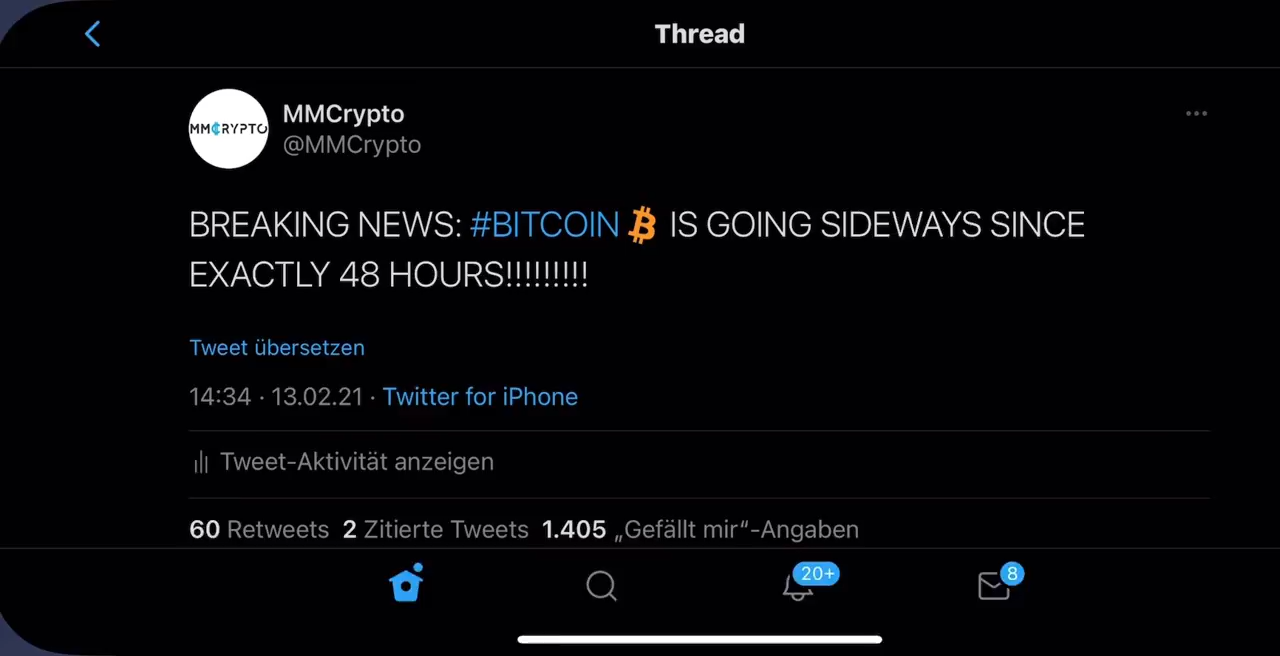 Thread
MMCRYPTO
MMCrypto
@MMCrypto
BREAKING NEWS: #BITCOIN ₿ IS GOING SIDEWAYS SINCE
EXACTLY 48 HOURS!!!!!!!!!
Tweet übersetzen
14:34 · 13.02.21 · Twitter for iPhone
Tweet-Aktivität anzeigen
60 Retweets 2 Zitierte Tweets 1.405 „Gefällt mir“-Angaben
20+ 8